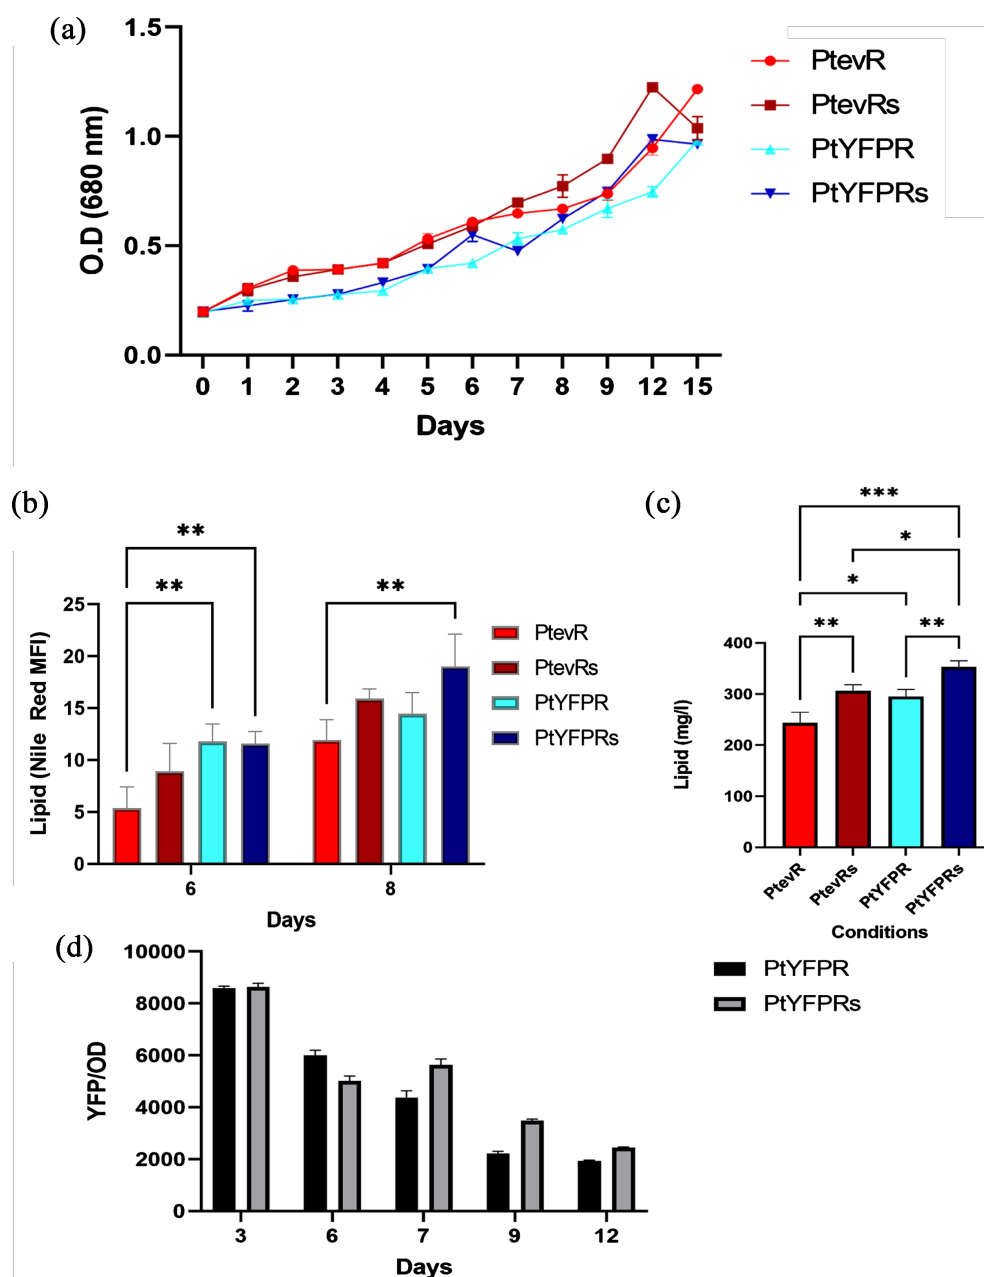 (a)
1.5
1.0
0.5
0.0
O.D (680 nm)
0 1 2 3 4 5 6 7 8 9 12 15
Days
PtevR
PtevRs
PtYFPR
PtYFPRs
(b)
**
**
**
25
20
15
10
5
0
Lipid (Nile Red MFI)
6 8
Days
PtevR
PtevRs
PtYFPR
PtYFPRs
(c)
***
*
*
** **
400
300
200
100
0
Lipid (mg/l)
PtevR PtevRs PtYFPR PtYFPRs
Conditions
(d)
10000
8000
6000
4000
2000
0
YFP/OD
3 6 7 9 12
Days
PtYFPR
PtYFPRs